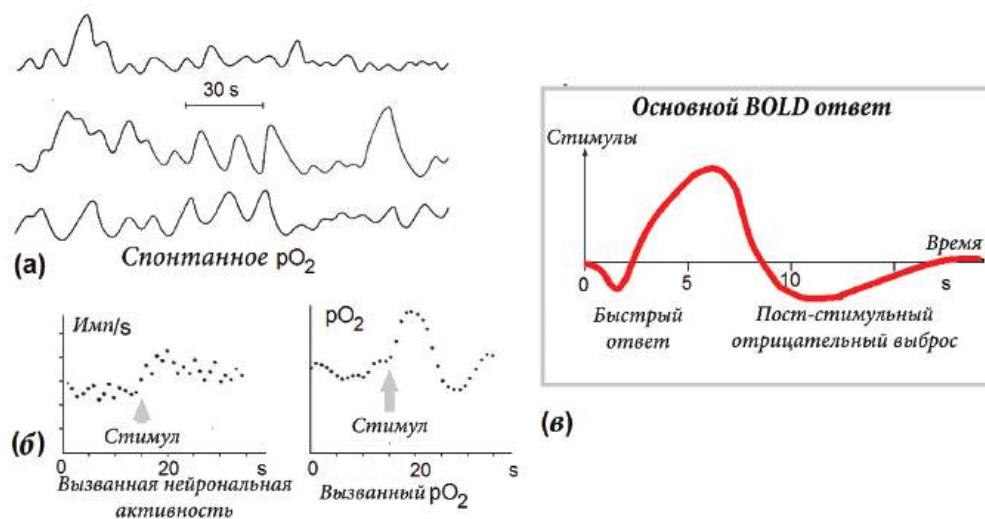 (а)
30 s
Спонтанное pO₂
Имп/s
Стимул
(б)
0 20 s
Вызванная нейрональная
активность
pO₂
Стимул
0 20 s
Вызванный pO₂
Основной BOLD ответ
Стимулы
Время
0 5 10 s
Быстрый
ответ
Пост-стимульный
отрицательный выброс
(в)